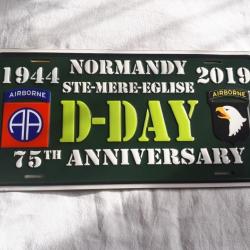 1944 NORMANDY 2019
STE-MERE-EGLISE
AIRBORNE D-DAY AIRBORNE
AA
75TH ANNIVERSARY